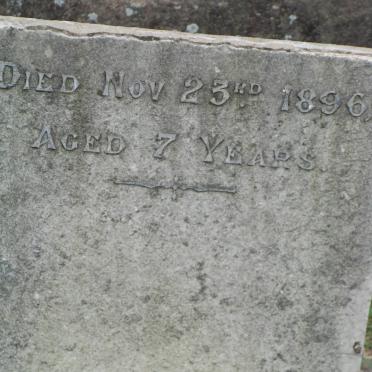 DIED NOV 23RD 1896,
AGED 7 YEARS